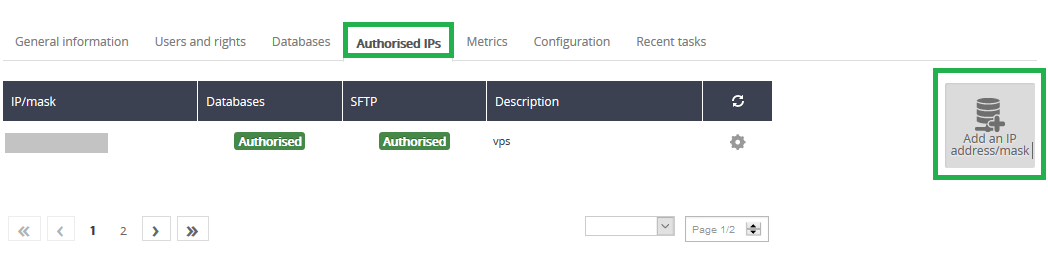 General information Users and rights Databases Authorised IPs Metrics Configuration Recent tasks
IP/mask Databases SFTP Description
Authorised Authorised vps
Add an IP
address/mask
« ‹ 1 2 › » Page 1/2